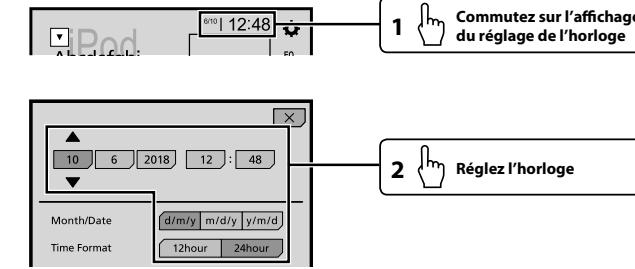 iPod
6/10 12:48
1
Commutez sur l'affichage
du réglage de l'horloge
10 6 2018 12 : 48
2
Réglez l'horloge
Month/Date d/m/y m/d/y y/m/d
Time Format 12hour 24hour